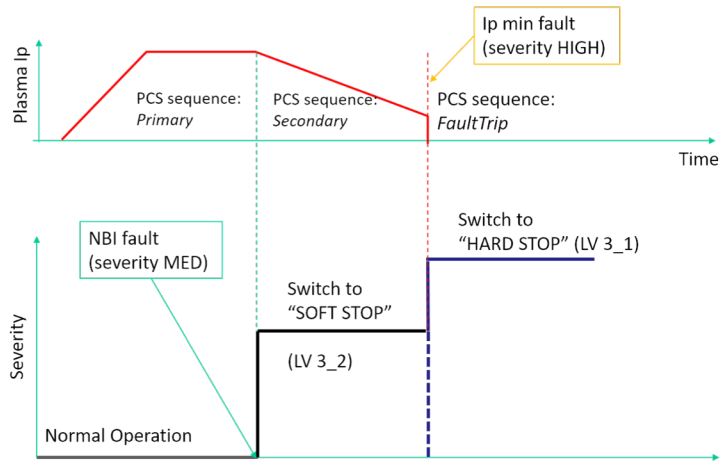 Ip min fault
(severity HIGH)
Plasma Ip
PCS sequence:
Primary
PCS sequence:
Secondary
PCS sequence:
FaultTrip
Time
NBI fault
(severity MED)
Switch to
"HARD STOP" (LV 3_1)
Switch to
"SOFT STOP"
(LV 3_2)
Severity
Normal Operation